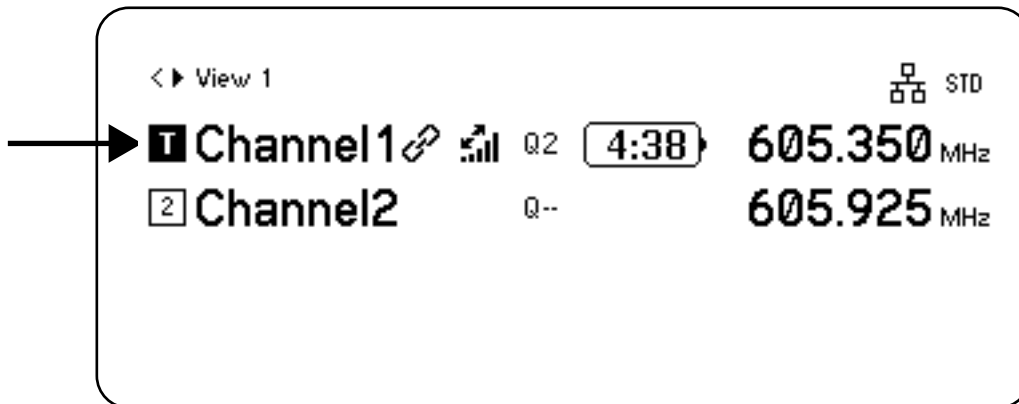 View 1 STD
T Channel1 Q2 4:38 605.350 MHz
2 Channel2 Q-- 605.925 MHz